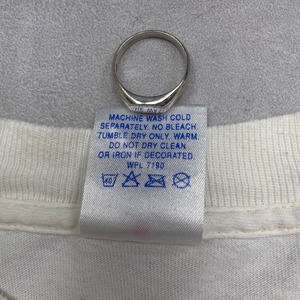 MACHINE WASH COLD
SEPARATELY. NO BLEACH.
TUMBLE DRY ONLY. WARM.
DO NOT DRY CLEAN
OR IRON IF DECORATED.
WPL 7190
40